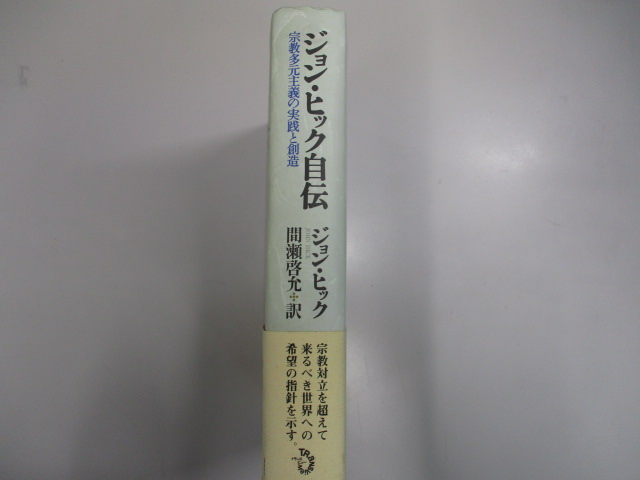 ジョン・ヒック自伝
宗教多元主義の実践と創造
ジョン・ヒック
間瀬啓允 訳
宗教対立を超えて
来るべき世界への
希望の指針を示す。